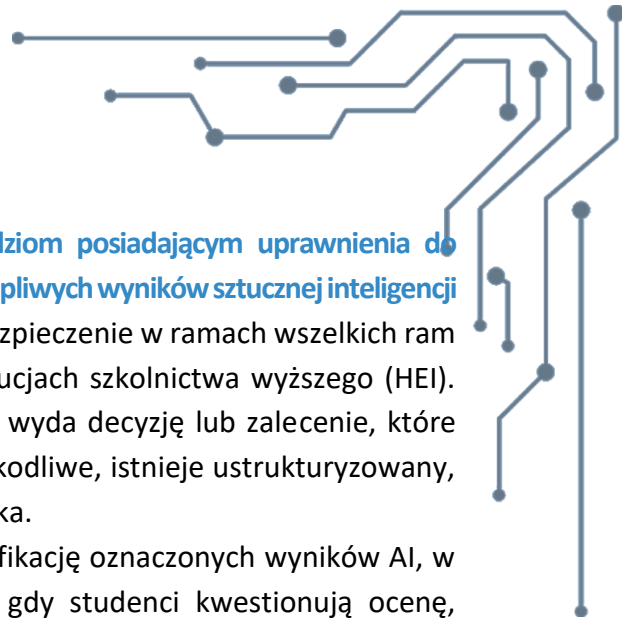 dziom posiadającym uprawnienia do
pliwych wyników sztucznej inteligencji
zpieczenie w ramach wszelkich ram
ucjach szkolnictwa wyższego (HEI).
wyda decyzję lub zalecenie, które
kodliwe, istnieje ustrukturyzowany,
ka.
fikację oznaczonych wyników AI, w
gdy studenci kwestionują ocenę,